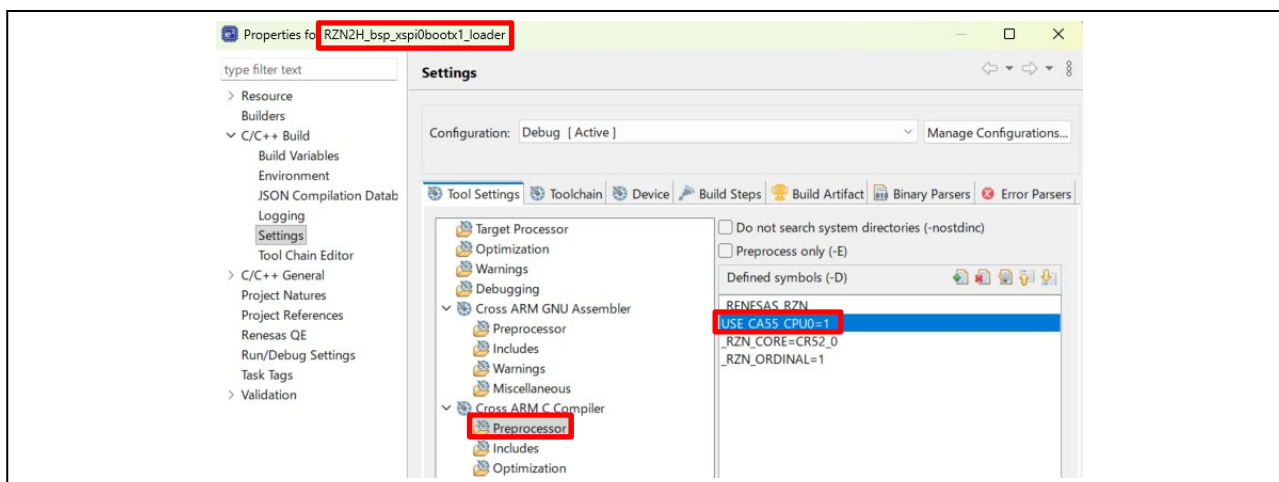 Properties for RZN2H_bsp_xspi0bootx1_loader
type filter text
Settings
Resource
Builders
C/C++ Build
Build Variables
Environment
JSON Compilation Datab
Logging
Settings
Tool Chain Editor
C/C++ General
Project Natures
Project References
Renesas QE
Run/Debug Settings
Task Tags
Validation
Configuration: Debug [ Active ] Manage Configurations...
Tool Settings Toolchain Device Build Steps Build Artifact Binary Parsers Error Parsers
Target Processor
Optimization
Warnings
Debugging
Cross ARM GNU Assembler
Preprocessor
Includes
Warnings
Miscellaneous
Cross ARM C Compiler
Preprocessor
Includes
Optimization
Do not search system directories (-nostdinc)
Preprocess only (-E)
Defined symbols (-D)
_RENESAS_RZN_
USE_CA55_CPU0=1
_RZN_CORE=CR52_0
_RZN_ORDINAL=1